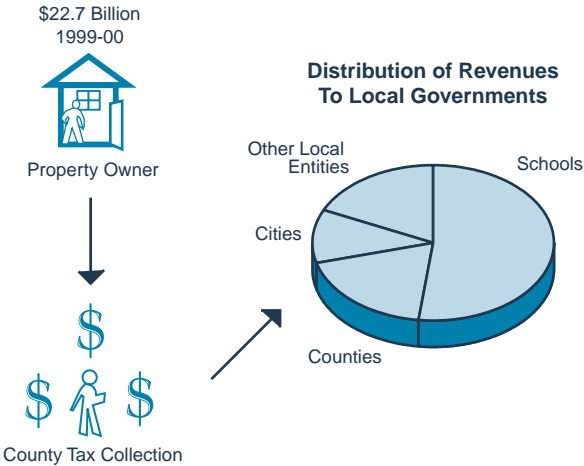 $22.7 Billion
1999-00
Property Owner
Distribution of Revenues
To Local Governments
Other Local
Entities
Schools
Cities
Counties
$
$
$
County Tax Collection